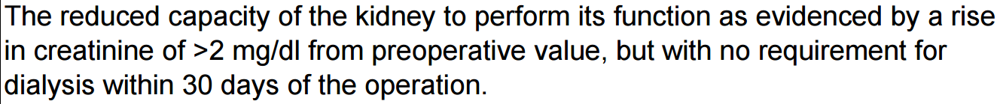 The reduced capacity of the kidney to perform its function as evidenced by a rise
in creatinine of >2 mg/dl from preoperative value, but with no requirement for
dialysis within 30 days of the operation.